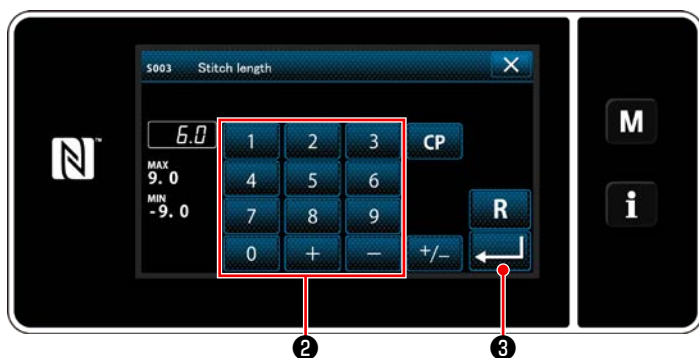 S003 Stitch length ×
6.0 1 2 3 CP
MAX
9.0 4 5 6
MIN
-9.0 7 8 9 R
0 + − +/−
M
i
N™
❷ ❸